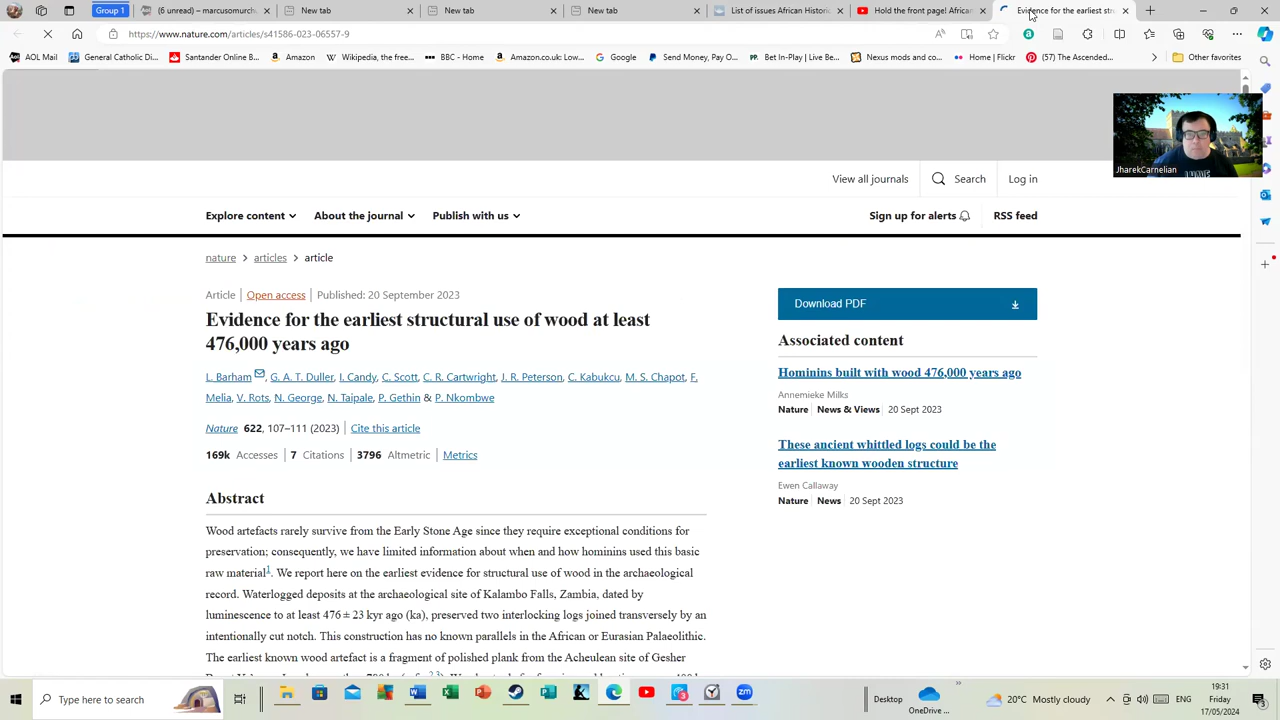 Group 1
(6 unread) - marcusomurch
New tab
New tab
List of issues African Histori
Hold the front page! Africa
Evidence for the earliest str
https://www.nature.com/articles/s41586-023-06557-9
AOL Mail
General Catholic Di...
Santander Online B...
Amazon
Wikipedia, the free...
BBC - Home
Amazon.co.uk: Low...
Google
Send Money, Pay O...
Bet In-Play | Live Be...
Nexus mods and co...
Home | Flickr
(57) The Ascended...
Other favorites
JharekCarnelian
View all journals
Search
Log in
Explore content
About the journal
Publish with us
Sign up for alerts
RSS feed
nature > articles > article
Article | Open access | Published: 20 September 2023
Evidence for the earliest structural use of wood at least
476,000 years ago
L. Barham, G. A. T. Duller, I. Candy, C. Scott, C. R. Cartwright, J. R. Peterson, C. Kabukcu, M. S. Chapot, F.
Melia, V. Rots, N. George, N. Taipale, P. Gethin & P. Nkombwe
Nature 622, 107–111 (2023) | Cite this article
169k Accesses | 7 Citations | 3796 Altmetric | Metrics
Abstract
Wood artefacts rarely survive from the Early Stone Age since they require exceptional conditions for
preservation; consequently, we have limited information about when and how hominins used this basic
raw material1. We report here on the earliest evidence for structural use of wood in the archaeological
record. Waterlogged deposits at the archaeological site of Kalambo Falls, Zambia, dated by
luminescence to at least 476 ± 23 kyr ago (ka), preserved two interlocking logs joined transversely by an
intentionally cut notch. This construction has no known parallels in the African or Eurasian Palaeolithic.
The earliest known wood artefact is a fragment of polished plank from the Acheulean site of Gesher
Download PDF
Associated content
Hominins built with wood 476,000 years ago
Annemieke Milks
Nature | News & Views | 20 Sept 2023
These ancient whittled logs could be the
earliest known wooden structure
Ewen Callaway
Nature | News | 20 Sept 2023
Type here to search
Desktop
OneDrive ...
20°C Mostly cloudy
ENG
19:31
Friday
17/05/2024